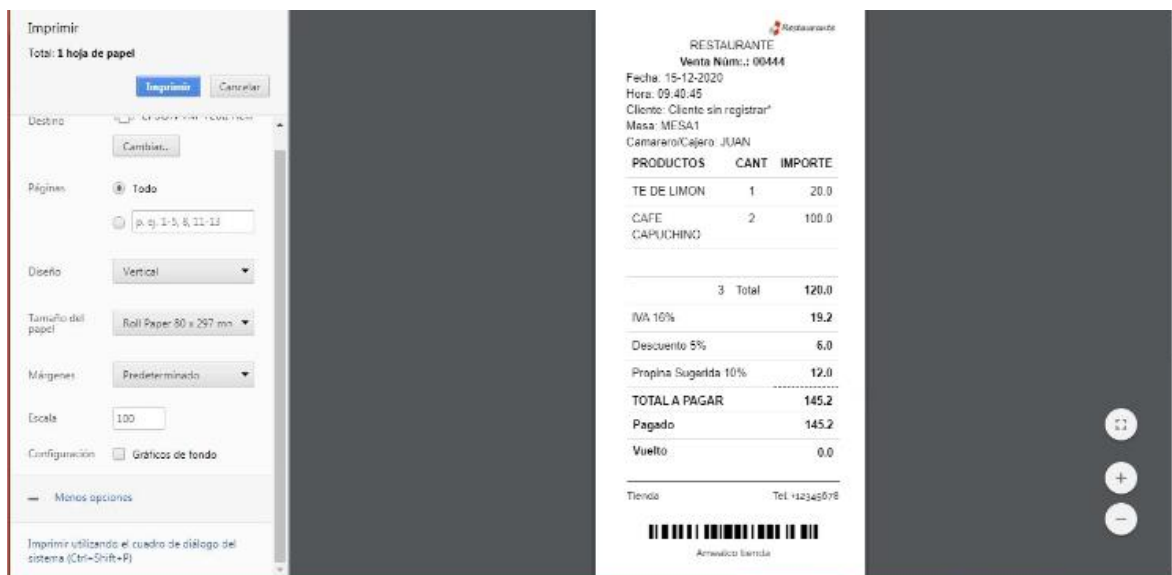 Imprimir
Total: 1 hoja de papel
Imprimir Cancelar
Destino
Cambiar...
Páginas Todo
p. ej. 1-5, 8, 11-13
Diseño Vertical
Tamaño del papel Roll Paper 80 x 297 mn
Márgenes Predeterminado
Escala 100
Configuración Gráficos de fondo
Menos opciones
Imprimir utilizando el cuadro de diálogo del
sistema (Ctrl+Shift+P)
Restaurante
RESTAURANTE
Venta Núm:.: 00444
Fecha: 15-12-2020
Hora: 09:40:45
Cliente: Cliente sin registrar*
Mesa: MESA1
Camarero/Cajero: JUAN
PRODUCTOS CANT IMPORTE
TE DE LIMON 1 20.0
CAFE 2 100.0
CAPUCHINO
3 Total 120.0
IVA 16% 19.2
Descuento 5% 6.0
Propina Sugerida 10% 12.0
TOTAL A PAGAR 145.2
Pagado 145.2
Vuelto 0.0
Tienda Tel. +12345678
tienda